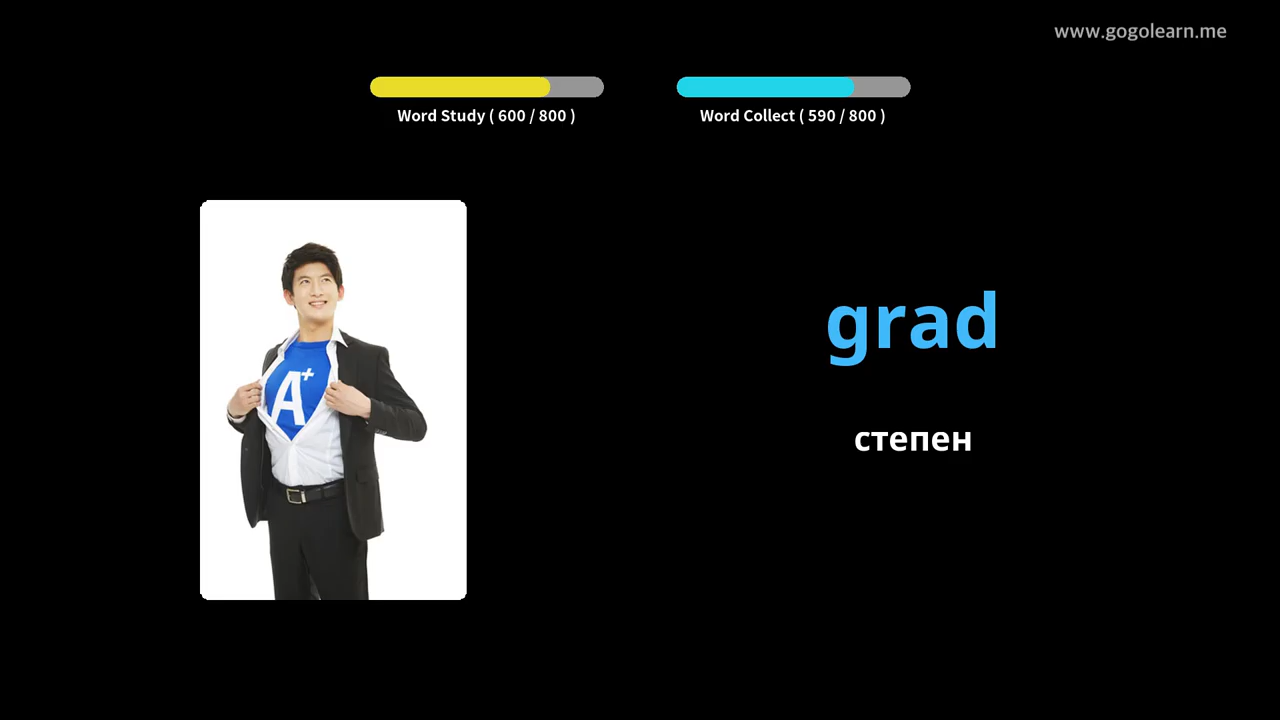 www.gogolearn.me
Word Study ( 600 / 800 )
Word Collect ( 590 / 800 )
A+
grad
степен